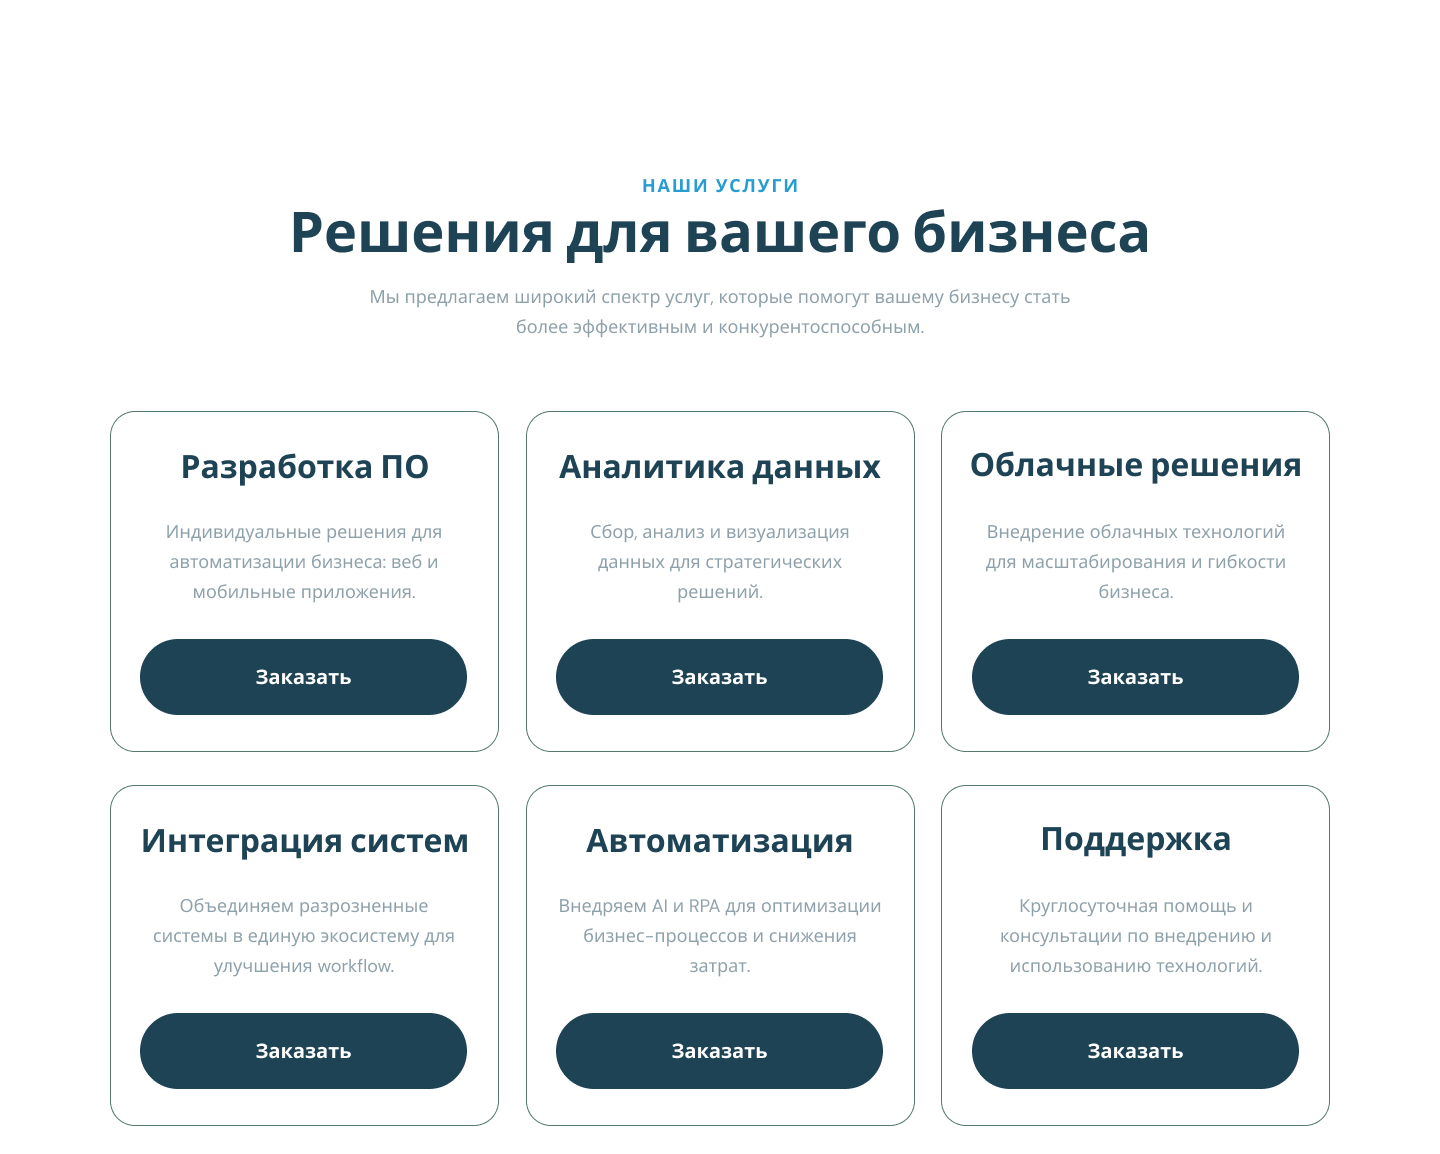 НАШИ УСЛУГИ
Решения для вашего бизнеса
Мы предлагаем широкий спектр услуг, которые помогут вашему бизнесу стать
более эффективным и конкурентоспособным.
Разработка ПО
Индивидуальные решения для
автоматизации бизнеса: веб и
мобильные приложения.
Заказать
Аналитика данных
Сбор, анализ и визуализация
данных для стратегических
решений.
Заказать
Облачные решения
Внедрение облачных технологий
для масштабирования и гибкости
бизнеса.
Заказать
Интеграция систем
Объединяем разрозненные
системы в единую экосистему для
улучшения workflow.
Заказать
Автоматизация
Внедряем AI и RPA для оптимизации
бизнес-процессов и снижения
затрат.
Заказать
Поддержка
Круглосуточная помощь и
консультации по внедрению и
использованию технологий.
Заказать